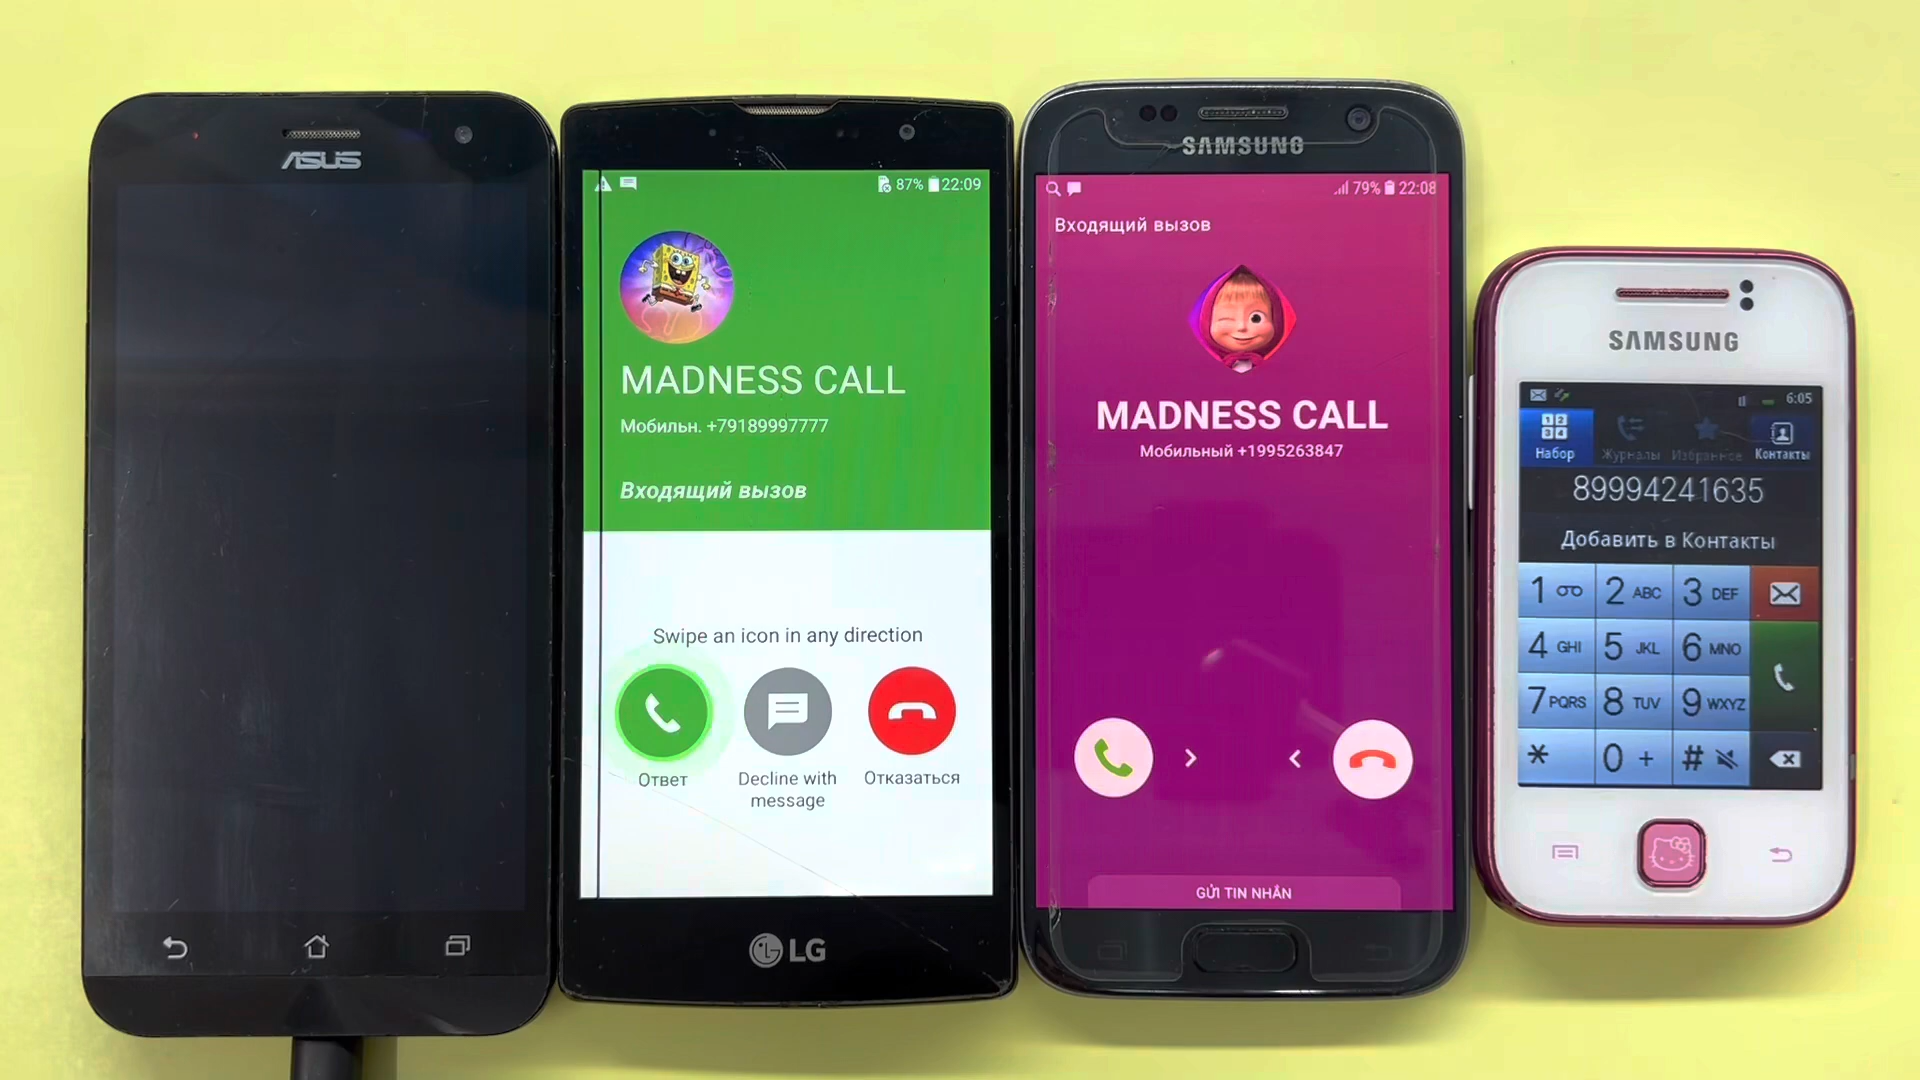 ASUS
87% 22:09
MADNESS CALL
Мобильн. +79189997777
Входящий вызов
Swipe an icon in any direction
Ответ
Decline with
message
Отказаться
LG
SAMSUNG
79% 22:08
Входящий вызов
MADNESS CALL
Мобильный +1995263847
GỬI TIN NHẮN
SAMSUNG
6:05
Набор Журналы Избранное Контакты
89994241635
Добавить в Контакты
1 2 ABC 3 DEF
4 GHI 5 JKL 6 MNO
7 PQRS 8 TUV 9 WXYZ
* 0 + #